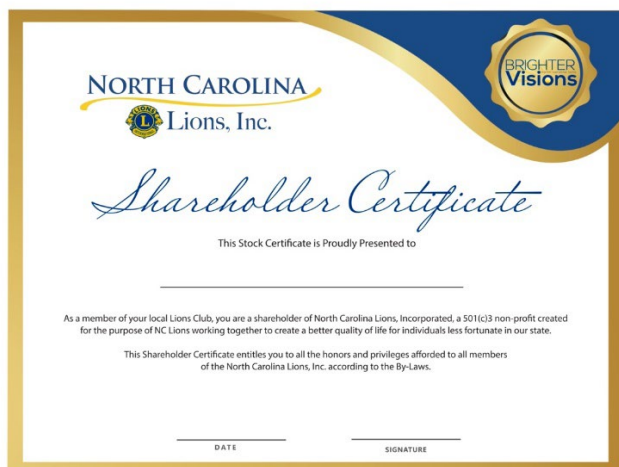 BRIGHTER
Visions
NORTH CAROLINA
LIONS
L
INTERNATIONAL
Lions, Inc.
Shareholder Certificate
This Stock Certificate is Proudly Presented to
As a member of your local Lions Club, you are a shareholder of North Carolina Lions, Incorporated, a 501(c)3 non-profit created
for the purpose of NC Lions working together to create a better quality of life for individuals less fortunate in our state.
This Shareholder Certificate entitles you to all the honors and privileges afforded to all members
of the North Carolina Lions, Inc. according to the By-Laws.
DATE
SIGNATURE